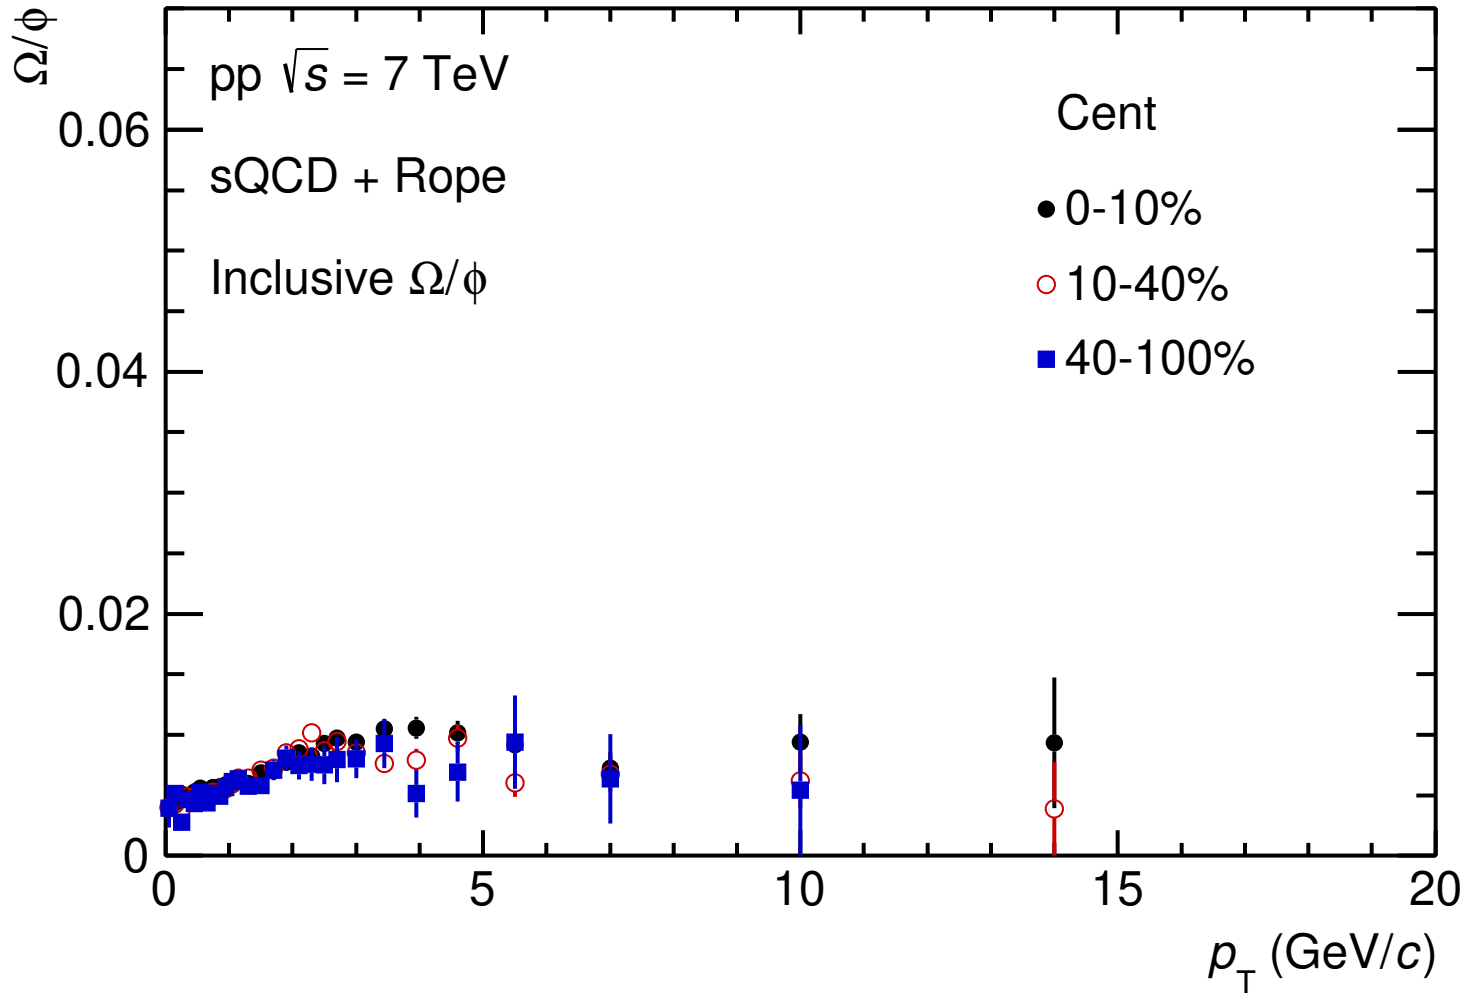 Ω/ϕ
pp √s = 7 TeV
sQCD + Rope
Inclusive Ω/ϕ
Cent
0-10%
10-40%
40-100%
0.06
0.04
0.02
0
0 5 10 15 20
p_T (GeV/c)